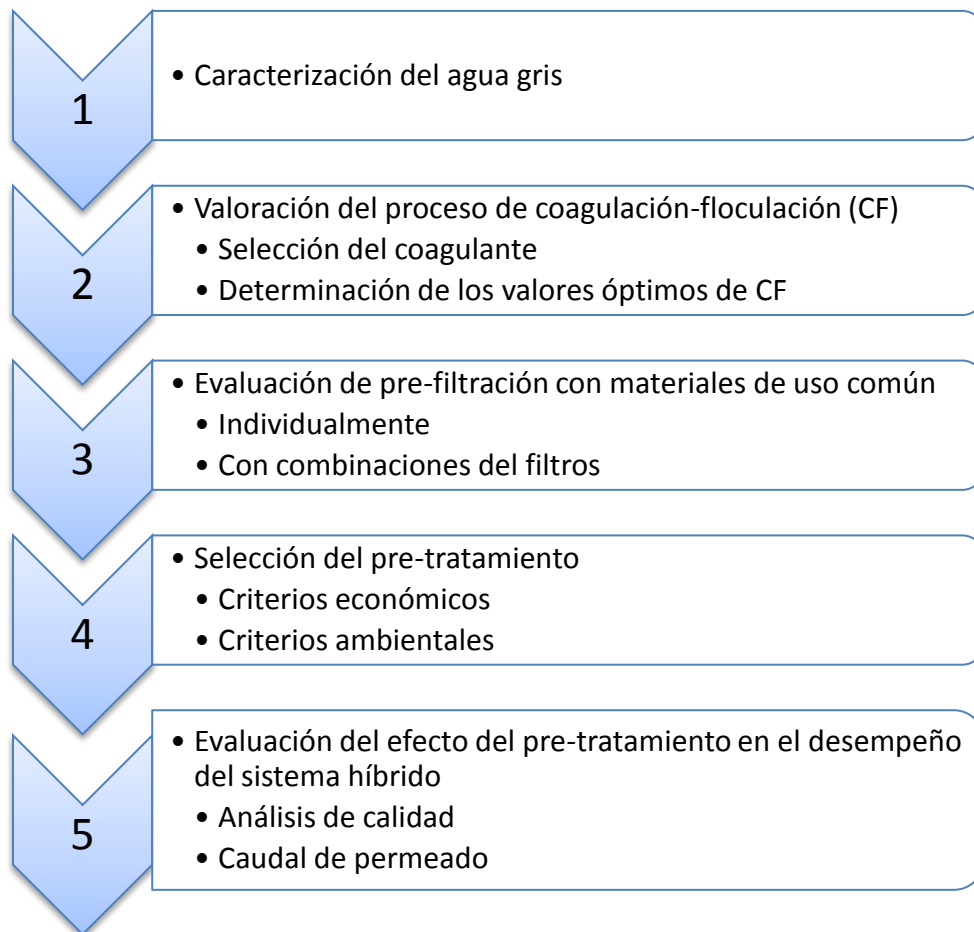 1
• Caracterización del agua gris
2
• Valoración del proceso de coagulación-floculación (CF)
• Selección del coagulante
• Determinación de los valores óptimos de CF
3
• Evaluación de pre-filtración con materiales de uso común
• Individualmente
• Con combinaciones del filtros
4
• Selección del pre-tratamiento
• Criterios económicos
• Criterios ambientales
5
• Evaluación del efecto del pre-tratamiento en el desempeño
del sistema híbrido
• Análisis de calidad
• Caudal de permeado